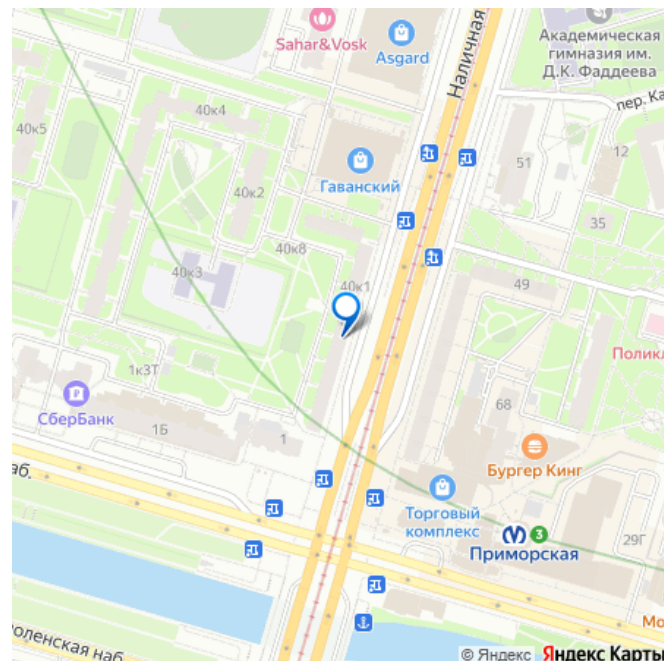 Sahar&Vosk
Asgard
Наличная
Академическая
гимназия им.
Д.К. Фаддеева
пер. Ка
40к5
40к4
Гаванский
51
12
40к2
35
40к8
40к3
40к1
49
Поликл
1к3Т
СберБанк
1Б
1
68
Бургер Кинг
аб.
Торговый
комплекс
3
Приморская
29Г
Мо
оленская наб.
© Яндекс Яндекс Карты